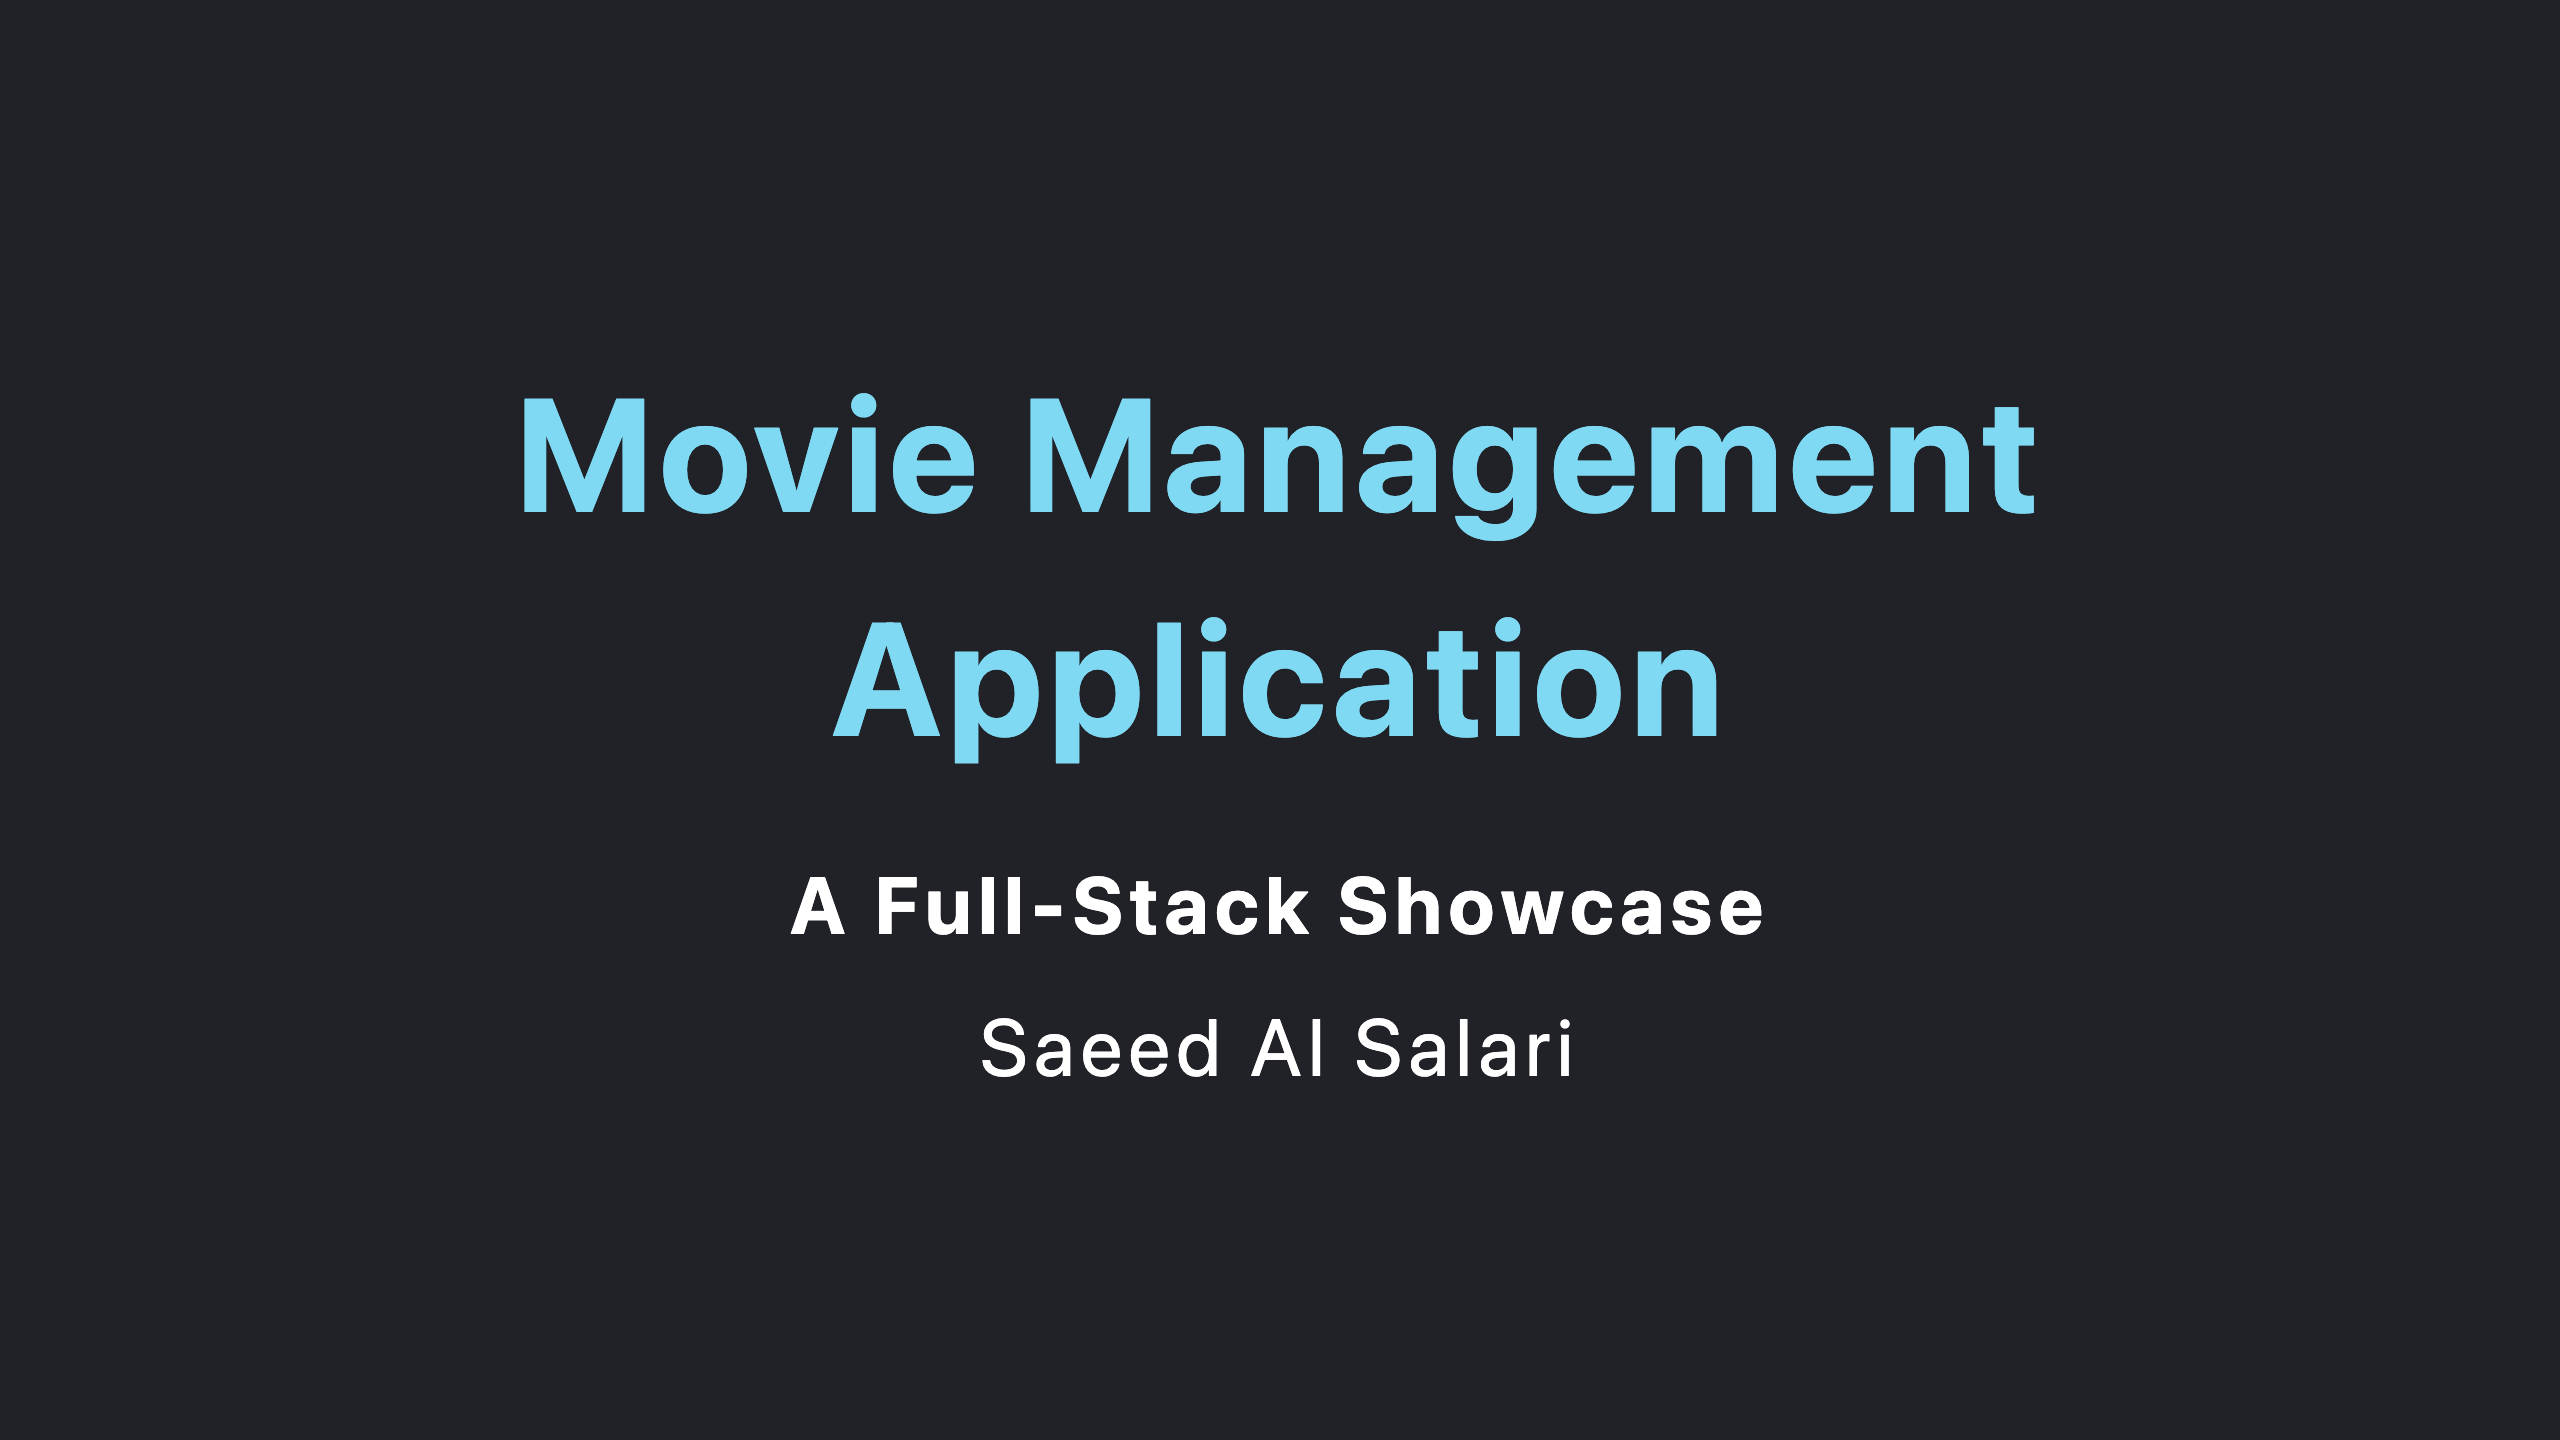 Movie Management
Application
A Full-Stack Showcase
Saeed Al Salari